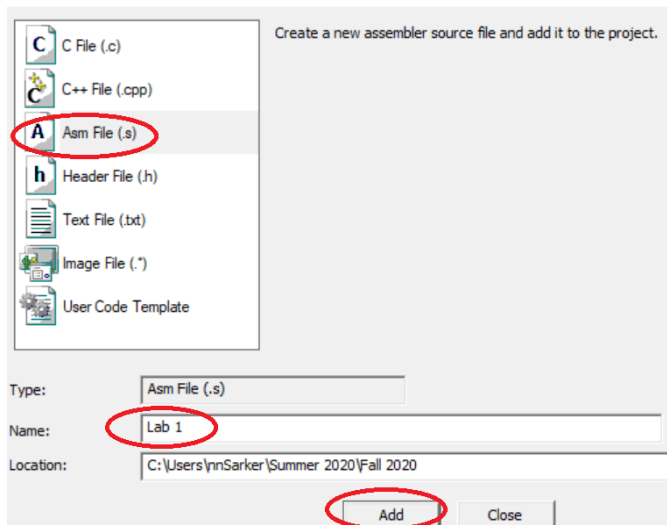 Create a new assembler source file and add it to the project.
C File (.c)
C++ File (.cpp)
Asm File (.s)
Header File (.h)
Text File (.txt)
Image File (.*)
User Code Template
Type: Asm File (.s)
Name: Lab 1
Location: C:\Users\nnSarker\Summer 2020\Fall 2020
Add Close